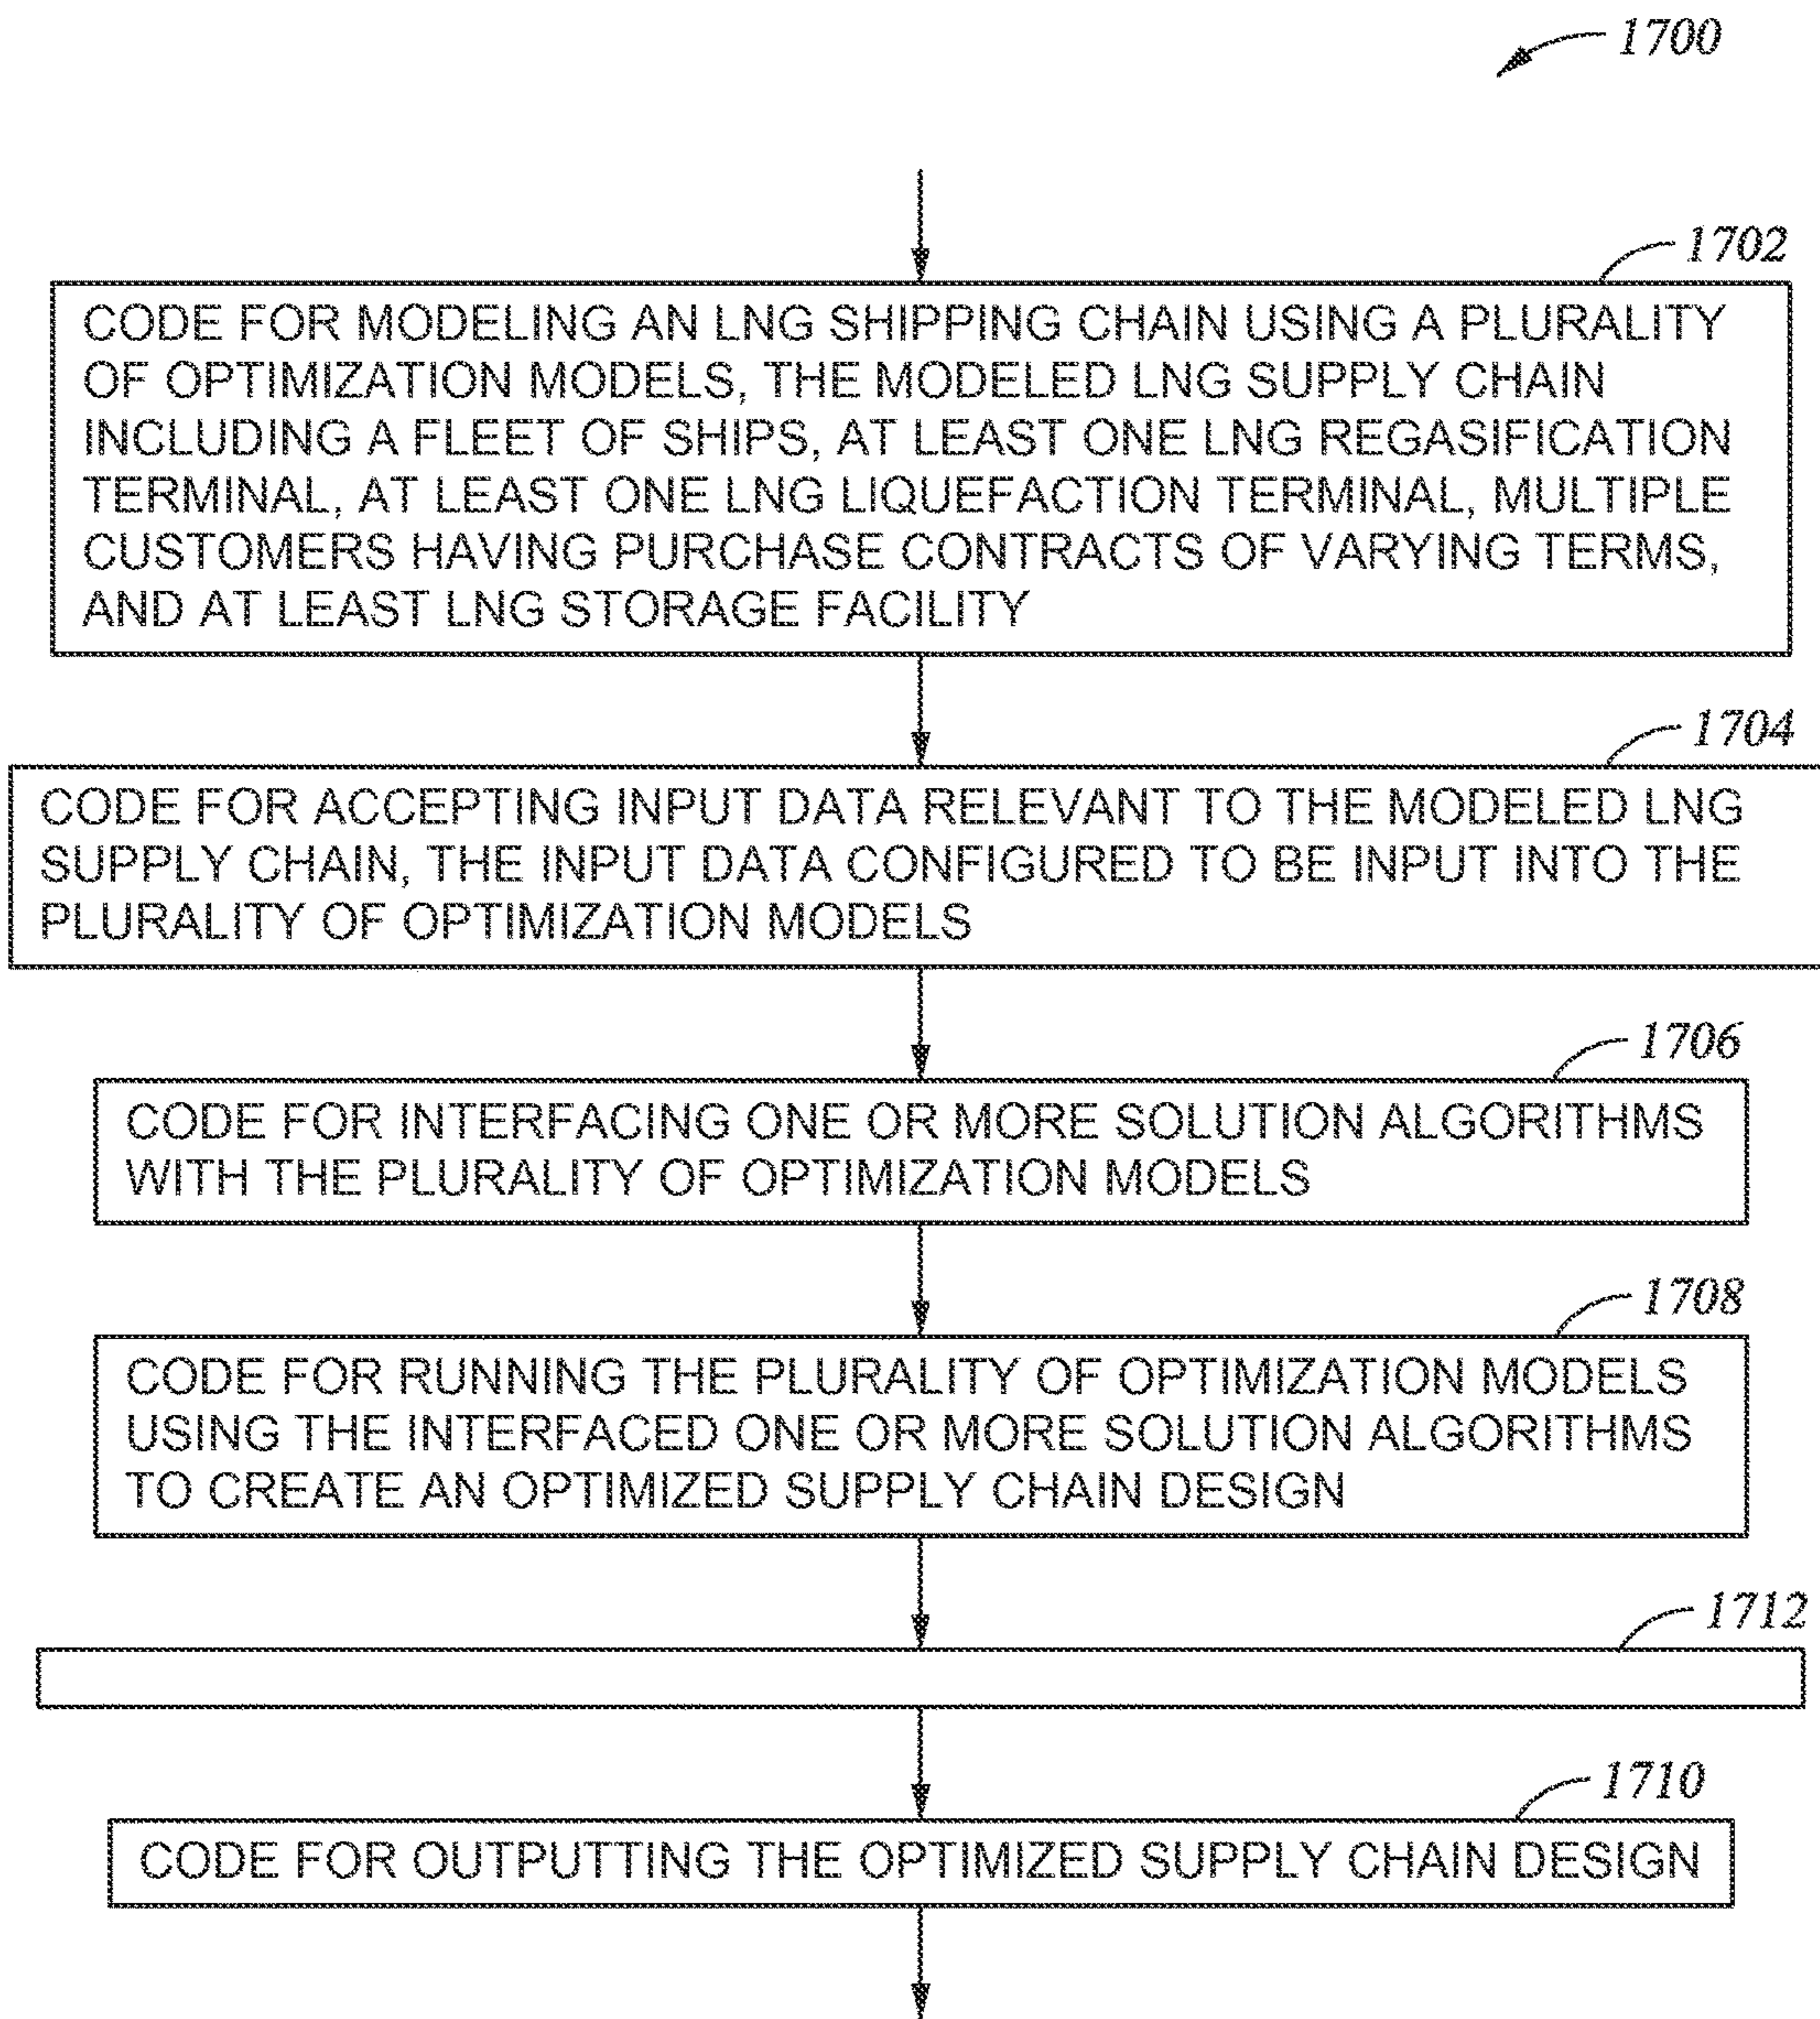 1700
1702
CODE FOR MODELING AN LNG SHIPPING CHAIN USING A PLURALITY
OF OPTIMIZATION MODELS, THE MODELED LNG SUPPLY CHAIN
INCLUDING A FLEET OF SHIPS, AT LEAST ONE LNG REGASIFICATION
TERMINAL, AT LEAST ONE LNG LIQUEFACTION TERMINAL, MULTIPLE
CUSTOMERS HAVING PURCHASE CONTRACTS OF VARYING TERMS,
AND AT LEAST LNG STORAGE FACILITY
1704
CODE FOR ACCEPTING INPUT DATA RELEVANT TO THE MODELED LNG
SUPPLY CHAIN, THE INPUT DATA CONFIGURED TO BE INPUT INTO THE
PLURALITY OF OPTIMIZATION MODELS
1706
CODE FOR INTERFACING ONE OR MORE SOLUTION ALGORITHMS
WITH THE PLURALITY OF OPTIMIZATION MODELS
1708
CODE FOR RUNNING THE PLURALITY OF OPTIMIZATION MODELS
USING THE INTERFACED ONE OR MORE SOLUTION ALGORITHMS
TO CREATE AN OPTIMIZED SUPPLY CHAIN DESIGN
1712
1710
CODE FOR OUTPUTTING THE OPTIMIZED SUPPLY CHAIN DESIGN